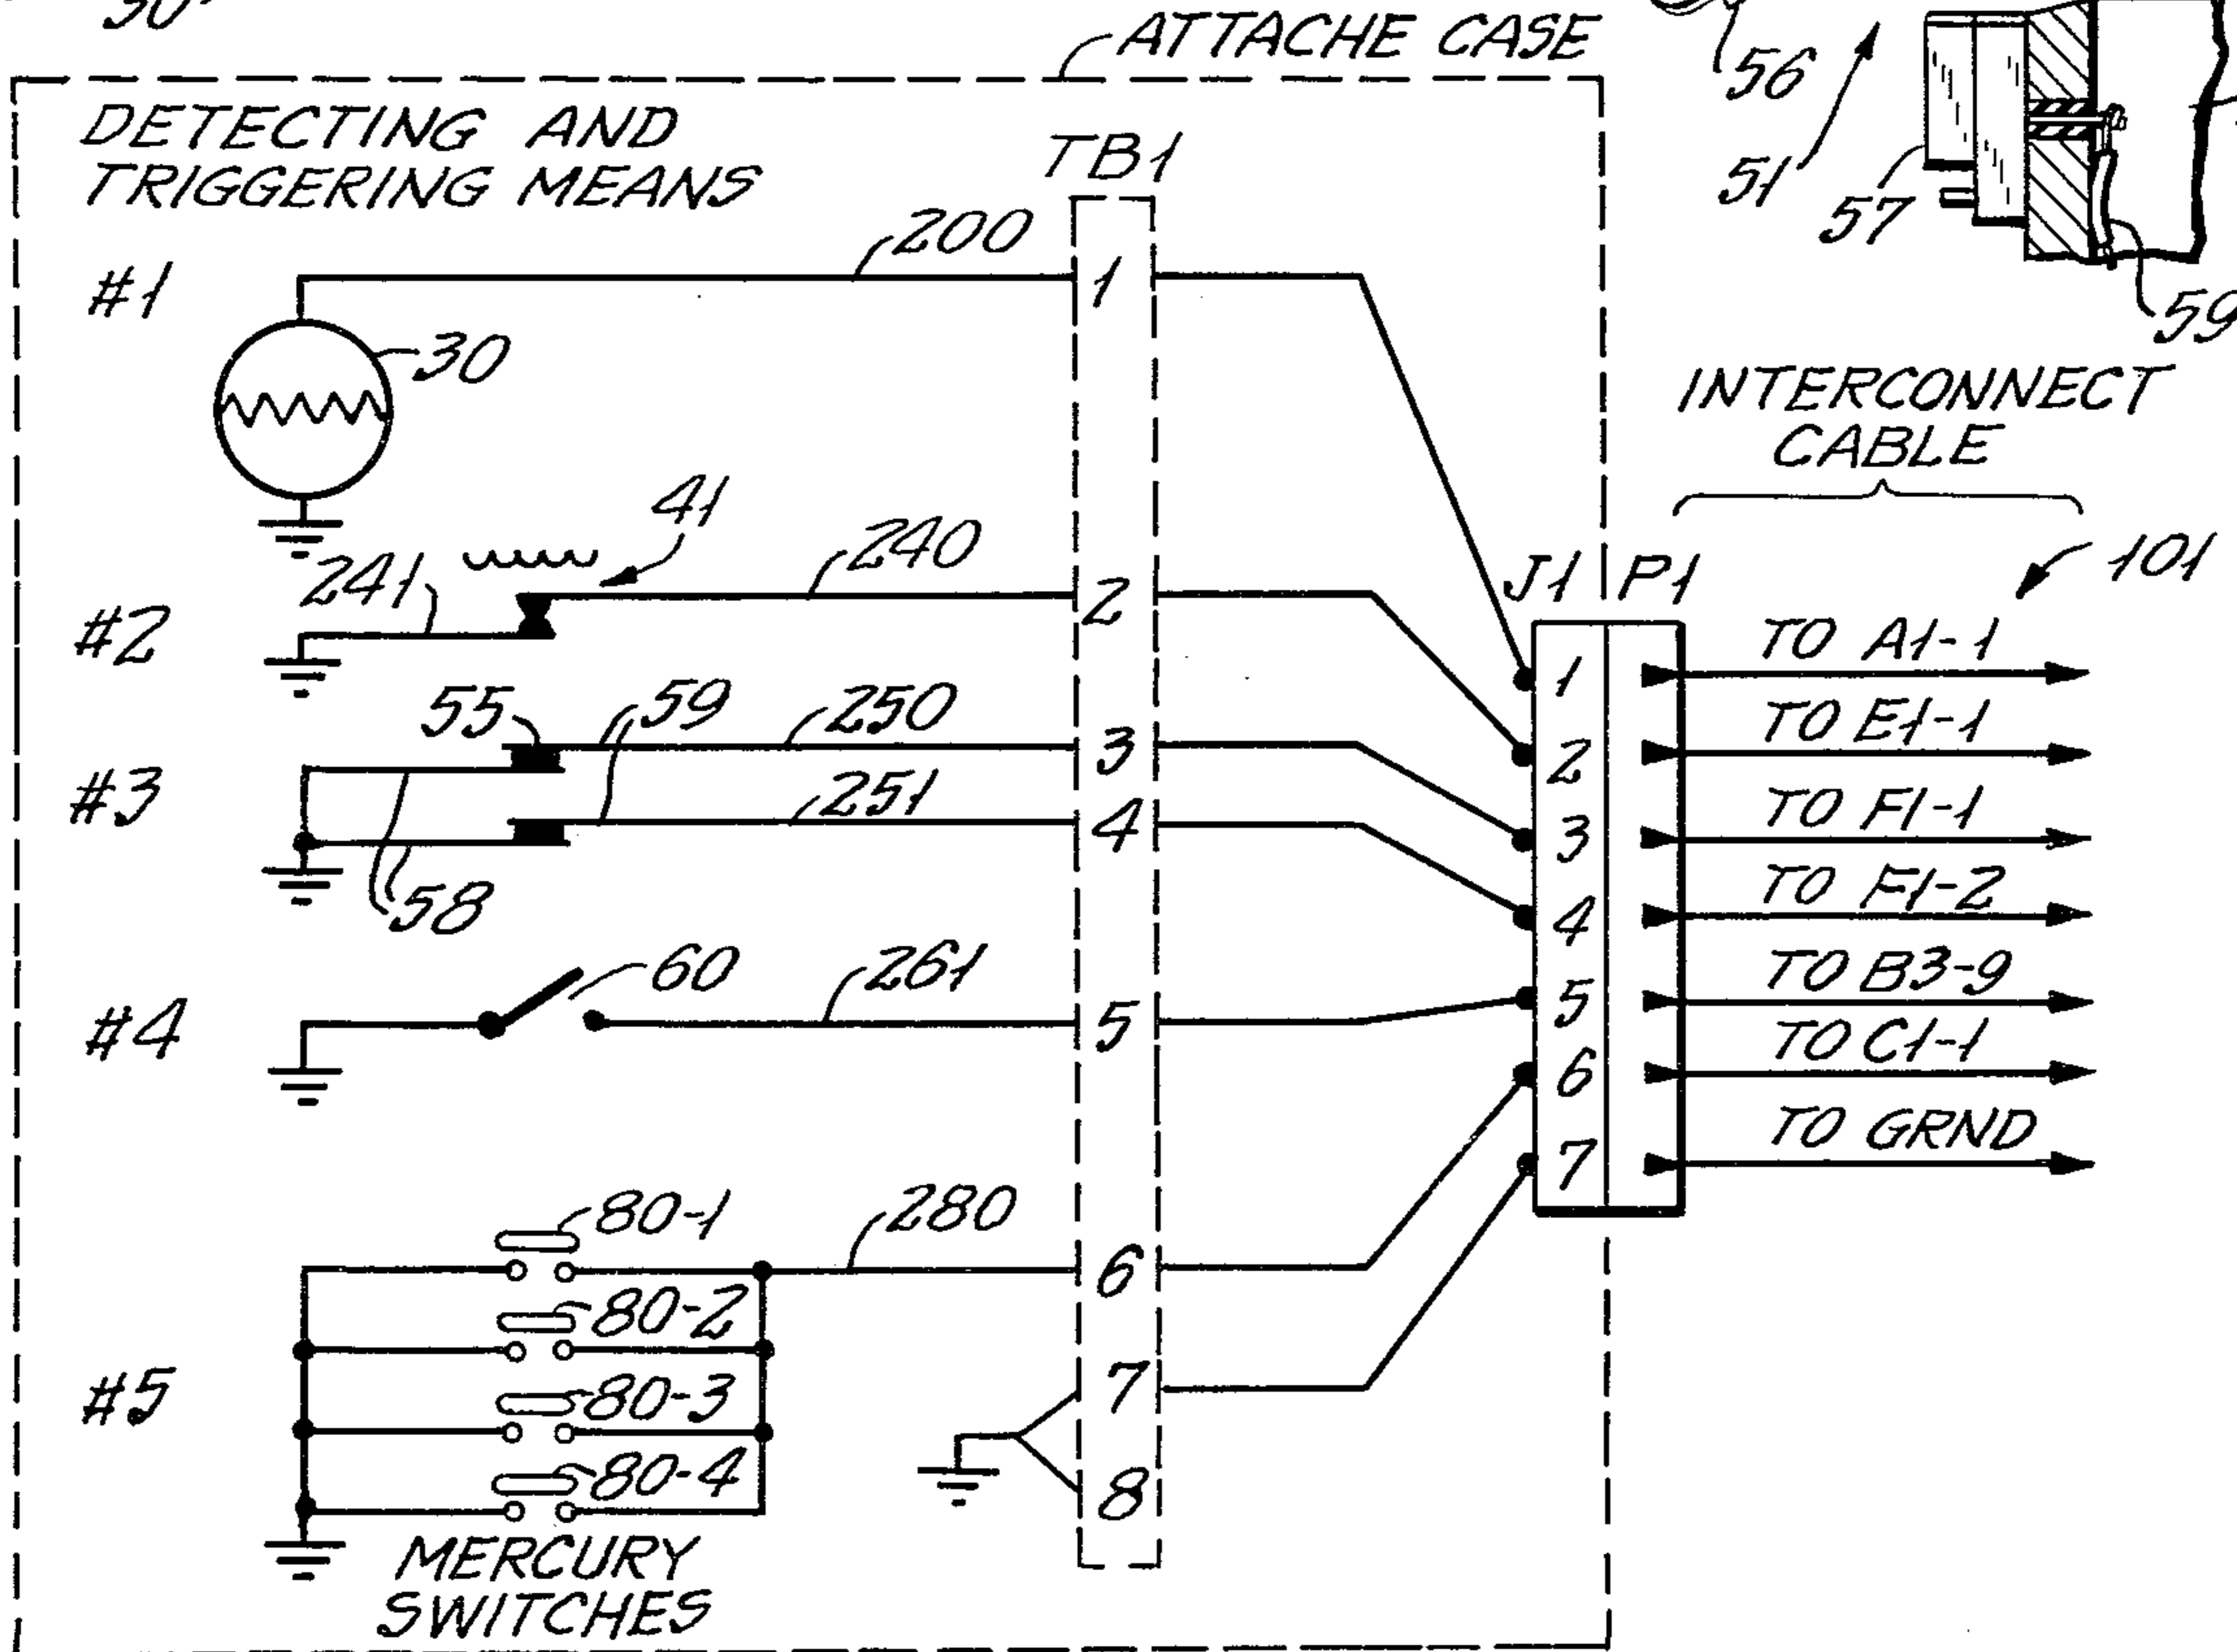 ATTACHE CASE
56
51
57
59
DETECTING AND
TRIGGERING MEANS
TB1
200
#1
1
30
INTERCONNECT
CABLE
41
240
241
#2
2
J1 P1
101
55
59
250
#3
3
251
4
58
1
TO A1-1
2
TO E1-1
3
TO F1-1
4
TO F1-2
5
TO B3-9
6
TO C1-1
7
TO GRND
60
261
#4
5
80-1
280
6
80-2
#5
80-3
7
80-4
8
MERCURY
SWITCHES